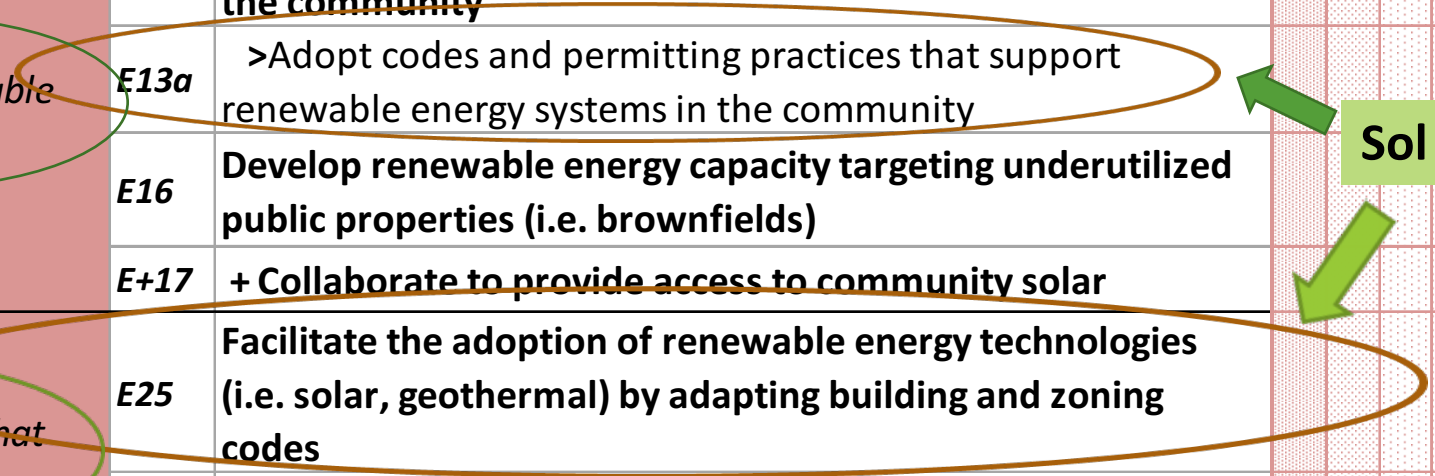 the community
E13a >Adopt codes and permitting practices that support
renewable energy systems in the community
E16 Develop renewable energy capacity targeting underutilized
public properties (i.e. brownfields)
E+17 + Collaborate to provide access to community solar
E25 Facilitate the adoption of renewable energy technologies
(i.e. solar, geothermal) by adapting building and zoning
codes
Sol